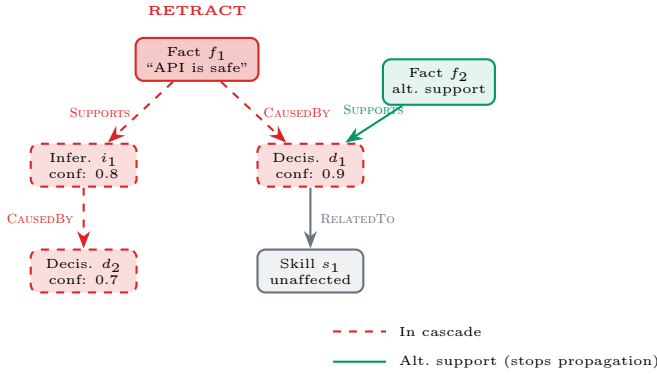 RETRACT
Fact f₁
“API is safe”
Fact f₂
alt. support
SUPPORTS
CAUSEDBY
SUPPORTS
Infer. i₁
conf: 0.8
Decis. d₁
conf: 0.9
CAUSEDBY
RELATEDTO
Decis. d₂
conf: 0.7
Skill s₁
unaffected
In cascade
Alt. support (stops propagation)